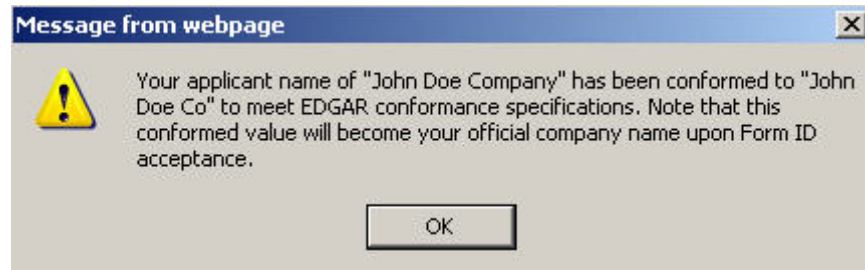 Message from webpage
Your applicant name of "John Doe Company" has been conformed to "John
Doe Co" to meet EDGAR conformance specifications. Note that this
conformed value will become your official company name upon Form ID
acceptance.
OK